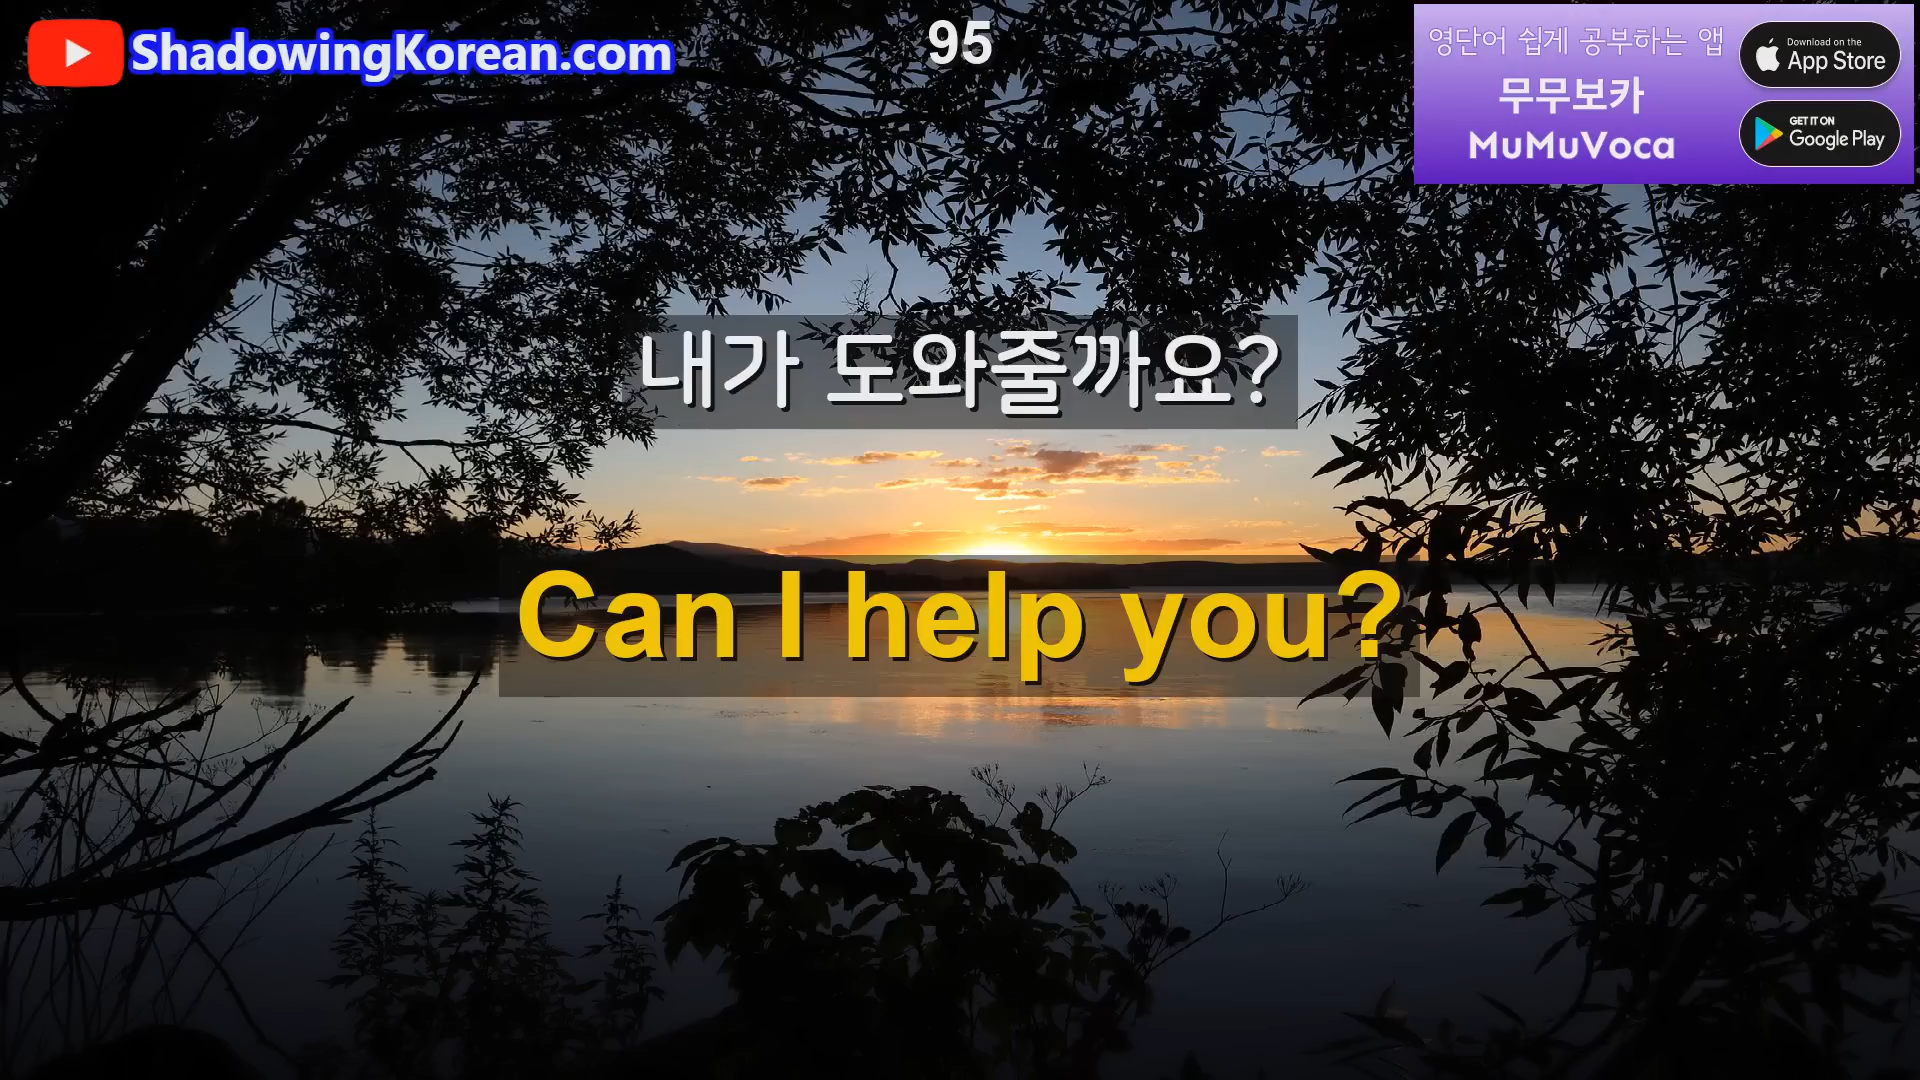 ShadowingKorean.com
95
영단어 쉽게 공부하는 앱
무무보카
MuMuVoca
Download on the
App Store
GET IT ON
Google Play
내가 도와줄까요?
Can I help you?